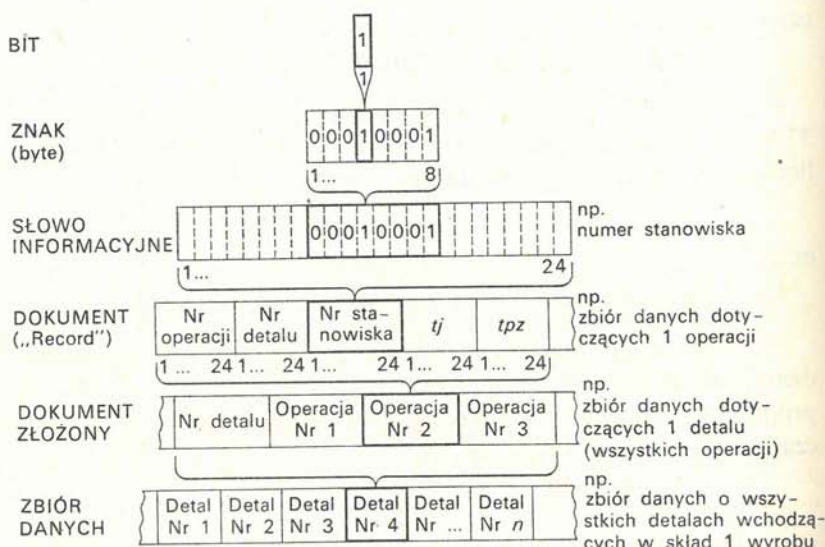 BIT
1
1
ZNAK
(byte)
0 0 0 1 0 0 0 1
1... 8
SŁOWO
INFORMACYJNE
0 0 0 1 0 0 0 1
np.
numer stanowiska
1... 24
DOKUMENT
(„Record”)
Nr operacji
Nr detalu
Nr sta-
nowiska
tj
tpz
np.
zbiór danych doty-
czących 1 operacji
1 ... 24 1 ... 24 1... 24 1... 24 1 ... 24
DOKUMENT
ZŁOŻONY
Nr detalu
Operacja
Nr 1
Operacja
Nr 2
Operacja
Nr 3
np.
zbiór danych doty-
czących 1 detalu
(wszystkich operacji)
ZBIÓR
DANYCH
Detal
Nr 1
Detal
Nr 2
Detal
Nr 3
Detal
Nr 4
Detal
Nr ...
Detal
Nr n
np.
zbiór danych o wszy-
stkich detalach wchodzą-
cych w skład 1 wyrobu